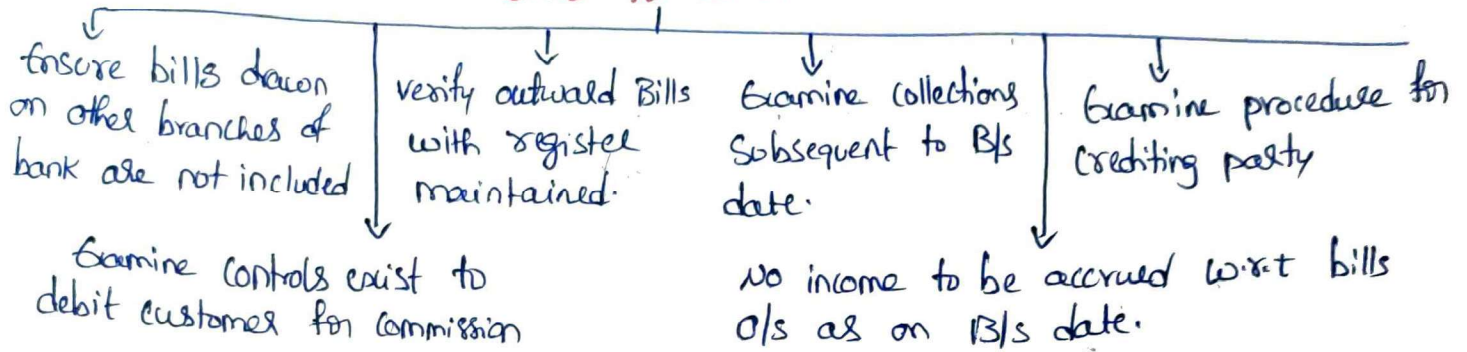 Ensure bills drawn
on other branches of
bank are not included
verify outward Bills
with register
maintained.
Examine collections
Subsequent to B/s
date.
Examine procedure for
Crediting party
Examine controls exist to
debit customer for commission
No income to be accrued w.r.t bills
o/s as on B/s date.